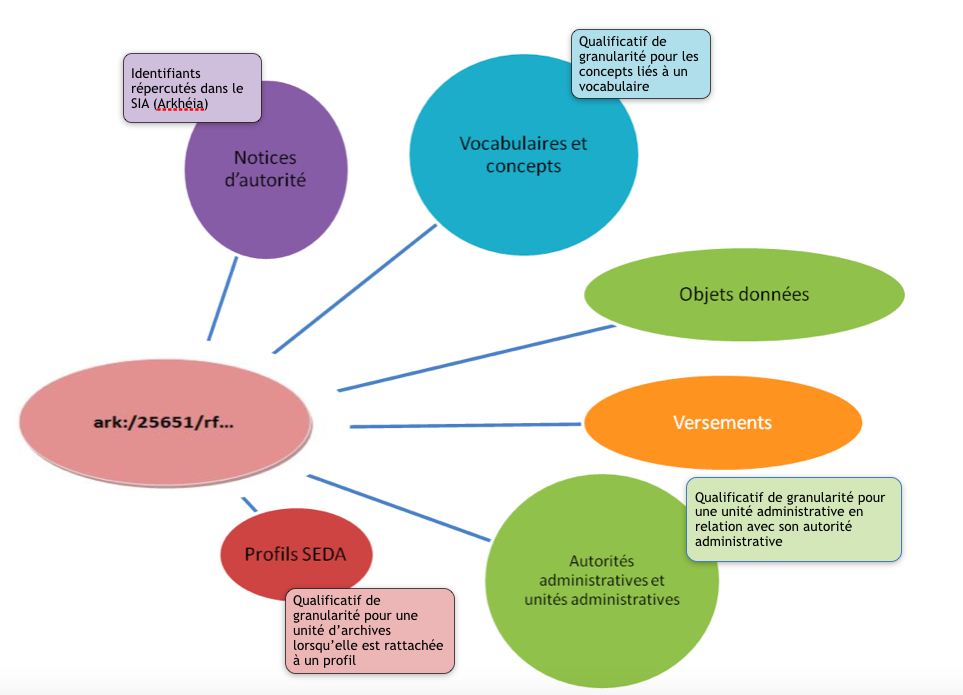 Identifiants
répercutés dans le
SIA (Arkhéia)
Notices
d'autorité
Qualificatif de
granularité pour les
concepts liés à un
vocabulaire
Vocabulaires et
concepts
Objets données
ark:/25651/rf...
Versements
Qualificatif de granularité pour
une unité administrative en
relation avec son autorité
administrative
Autorités
administratives et
unités administratives
Profils SEDA
Qualificatif de
granularité pour une
unité d'archives
lorsqu'elle est rattachée
à un profil